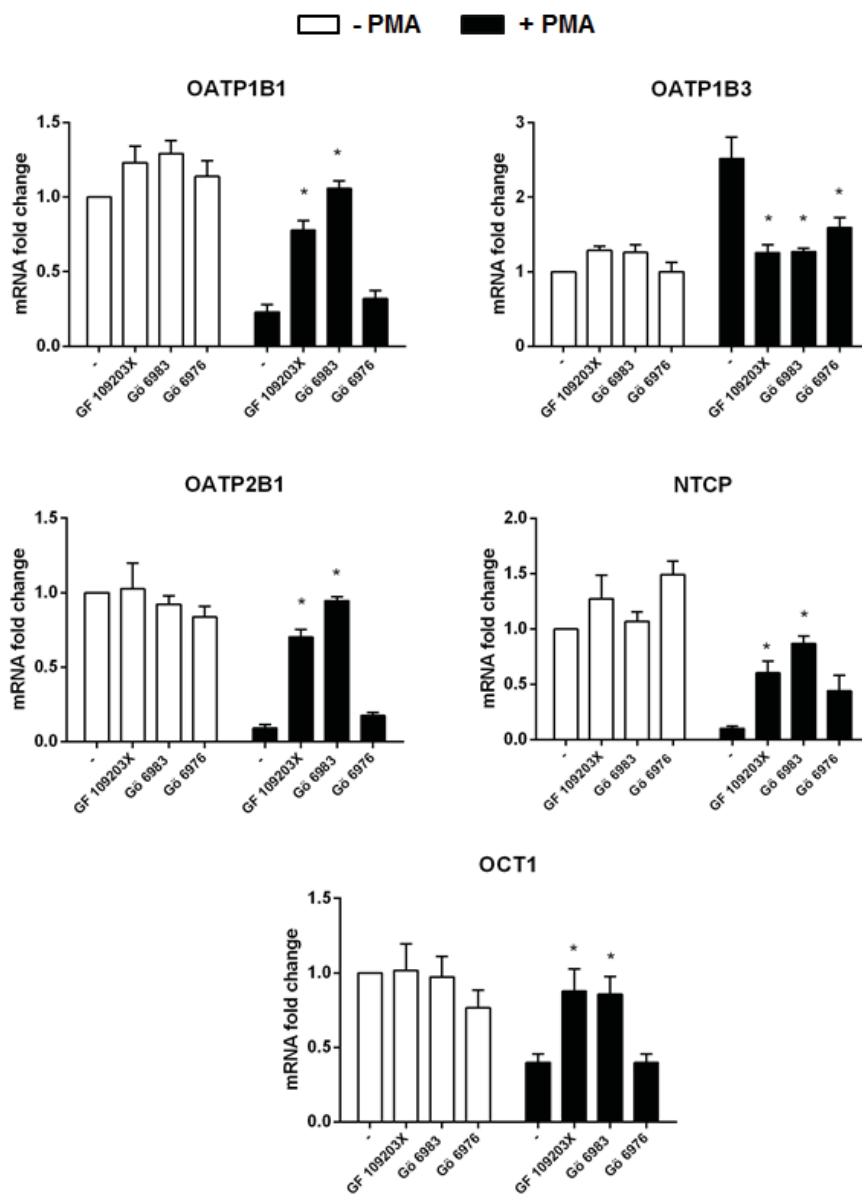 - PMA + PMA
OATP1B1
mRNA fold change
1.5
1.0
0.5
0.0
-
GF 109203X
Gö 6983
Gö 6976
-
GF 109203X
Gö 6983
Gö 6976
* *
OATP1B3
mRNA fold change
3
2
1
0
-
GF 109203X
Gö 6983
Gö 6976
-
GF 109203X
Gö 6983
Gö 6976
* * *
OATP2B1
mRNA fold change
1.5
1.0
0.5
0.0
-
GF 109203X
Gö 6983
Gö 6976
-
GF 109203X
Gö 6983
Gö 6976
* *
NTCP
mRNA fold change
2.0
1.5
1.0
0.5
0.0
-
GF 109203X
Gö 6983
Gö 6976
-
GF 109203X
Gö 6983
Gö 6976
* *
OCT1
mRNA fold change
1.5
1.0
0.5
0.0
-
GF 109203X
Gö 6983
Gö 6976
-
GF 109203X
Gö 6983
Gö 6976
* *